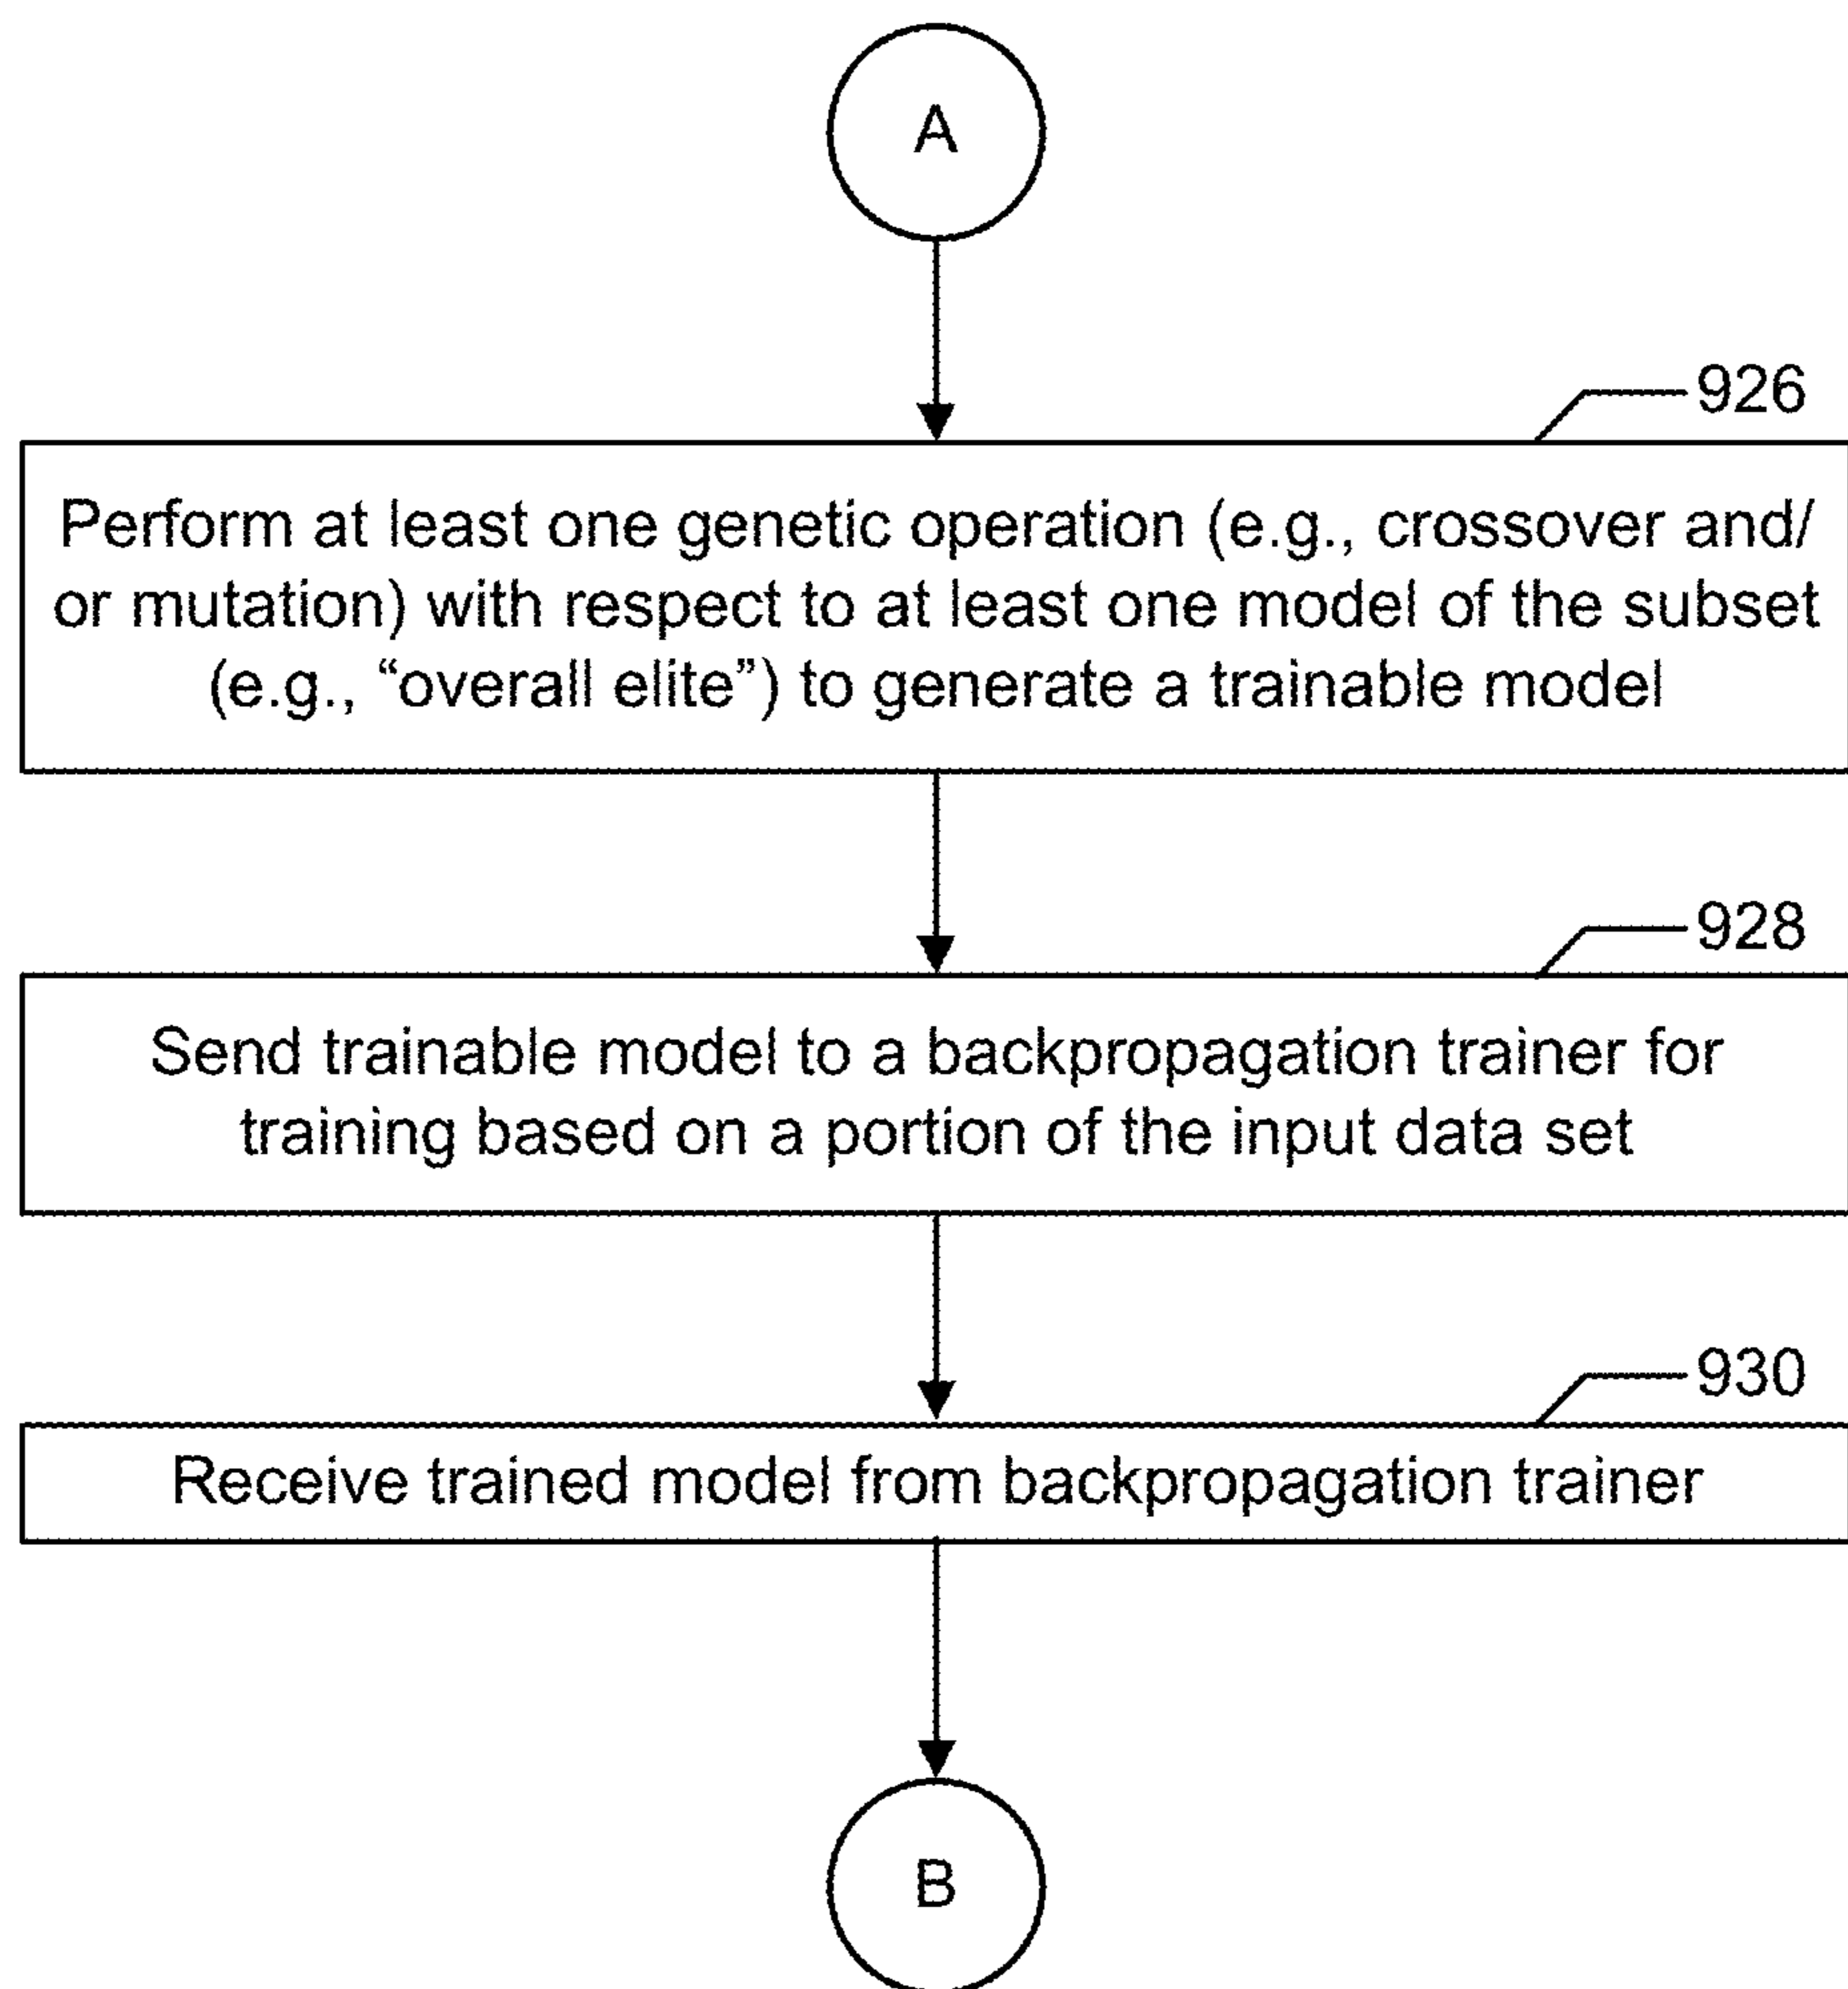 A
926
Perform at least one genetic operation (e.g., crossover and/
or mutation) with respect to at least one model of the subset
(e.g., “overall elite”) to generate a trainable model
928
Send trainable model to a backpropagation trainer for
training based on a portion of the input data set
930
Receive trained model from backpropagation trainer
B